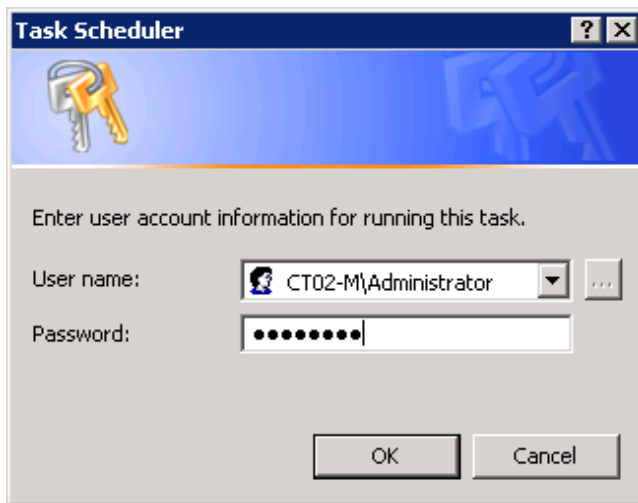 Task Scheduler
Enter user account information for running this task.
User name: CT02-M\Administrator ...
Password: ●●●●●●●●
OK Cancel